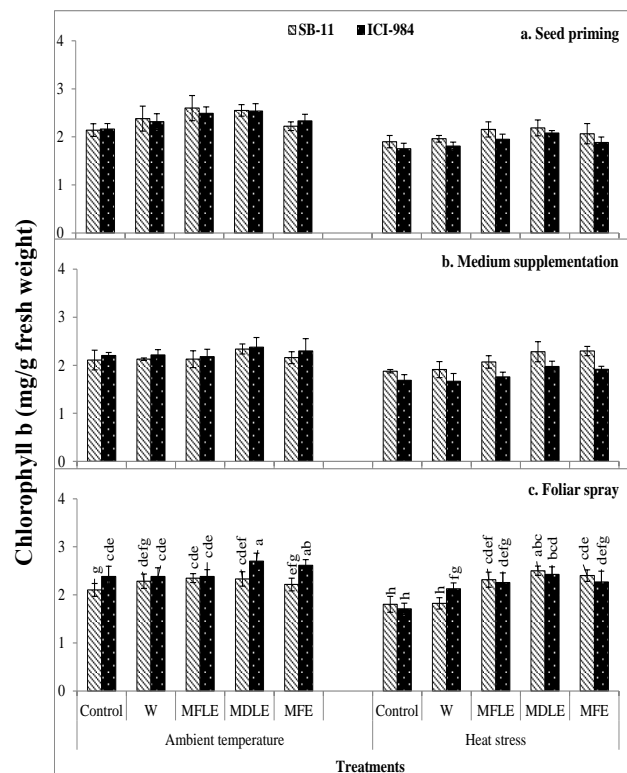 SB-11 ICI-984
a. Seed priming
4
3
2
1
0
b. Medium supplementation
4
3
2
1
0
c. Foliar spray
4
3
2
1
0
g cde defg cde cde cde cdef a efg ab h h h fg cdef defg abc bcd cde defg
Chlorophyll b (mg/g fresh weight)
Control W MFLE MDLE MFE Control W MFLE MDLE MFE
Ambient temperature Heat stress
Treatments